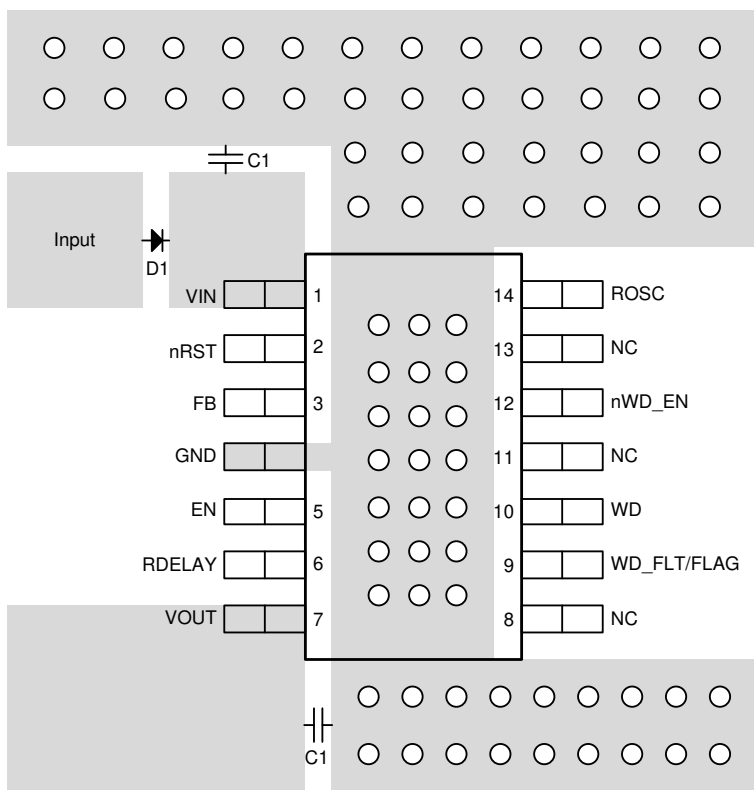 C1
Input
D1
VIN 1 14 ROSC
nRST 2 13 NC
FB 3 12 nWD_EN
GND 11 NC
EN 5 10 WD
RDELAY 6 9 WD_FLT/FLAG
VOUT 7 8 NC
C1